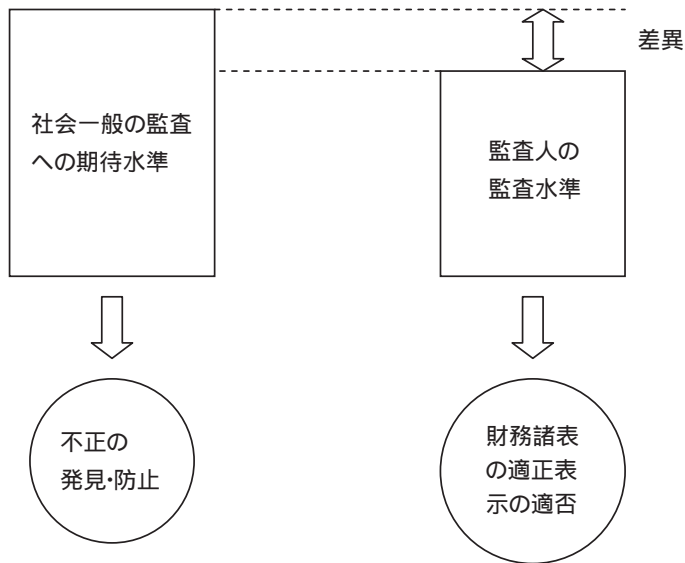 差異
社会一般の監査
への期待水準
監査人の
監査水準
不正の
発見・防止
財務諸表
の適正表
示の適否